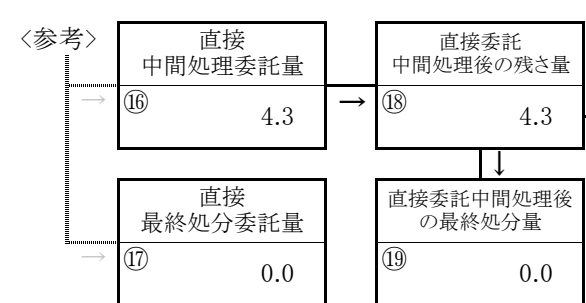 〈参考〉
直接
中間処理委託量
→
⑯
4.3
→
直接委託
中間処理後の残さ量
⑱
4.3
↓
直接
最終処分委託量
→
⑰
0.0
直接委託中間処理後
の最終処分量
⑲
0.0